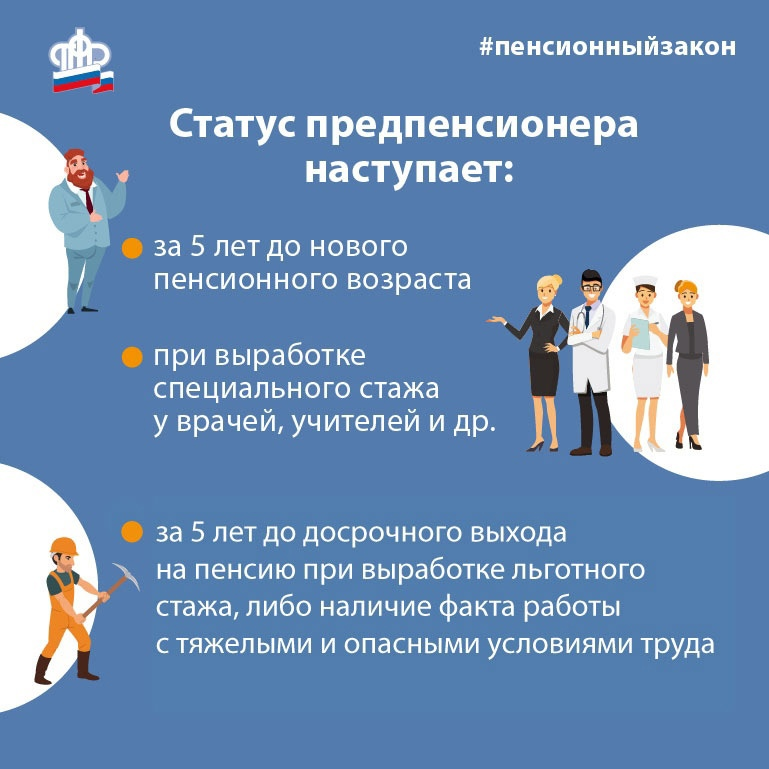 #пенсионныйзакон
Статус предпенсионера
наступает:
за 5 лет до нового
пенсионного возраста
при выработке
специального стажа
у врачей, учителей и др.
за 5 лет до досрочного выхода
на пенсию при выработке льготного
стажа, либо наличие факта работы
с тяжелыми и опасными условиями труда